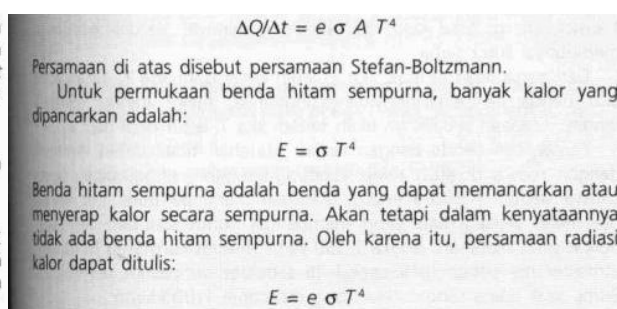 ΔQ/Δt = e σ A T⁴
Persamaan di atas disebut persamaan Stefan-Boltzmann.
Untuk permukaan benda hitam sempurna, banyak kalor yang
dipancarkan adalah:
E = σ T⁴
Benda hitam sempurna adalah benda yang dapat memancarkan atau
menyerap kalor secara sempurna. Akan tetapi dalam kenyataannya
tidak ada benda hitam sempurna. Oleh karena itu, persamaan radiasi
kalor dapat ditulis:
E = e σ T⁴